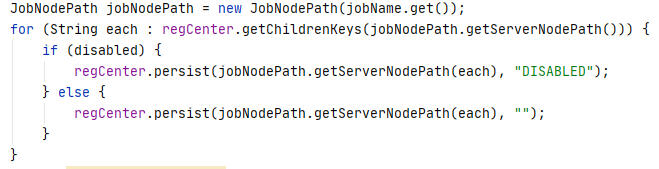 JobNodePath jobNodePath = new JobNodePath(jobName.get());
for (String each : regCenter.getChildrenKeys(jobNodePath.getServerNodePath())) {
    if (disabled) {
        regCenter.persist(jobNodePath.getServerNodePath(each), "DISABLED");
    } else {
        regCenter.persist(jobNodePath.getServerNodePath(each), "");
    }
}